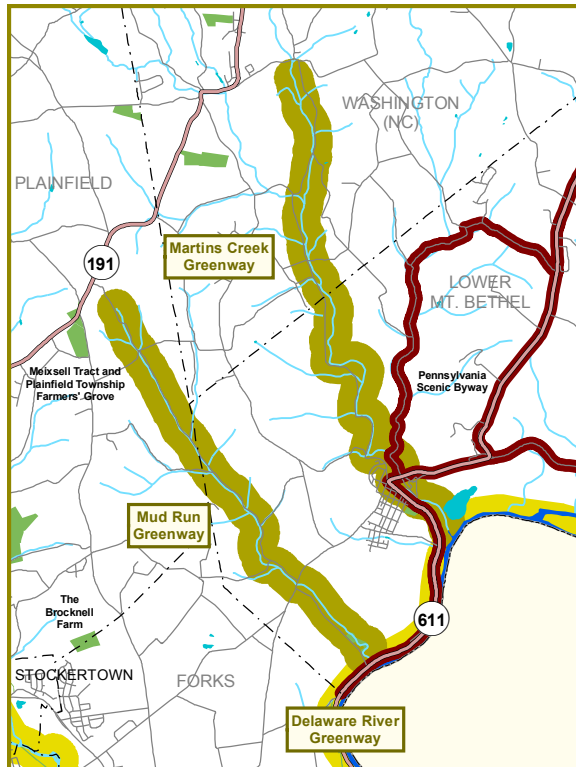 WASHINGTON
(NC)
PLAINFIELD
Martins Creek
Greenway
191
LOWER
MT. BETHEL
Meixsell Tract and
Plainfield Township
Farmers' Grove
Pennsylvania
Scenic Byway
Mud Run
Greenway
The
Brocknell
Farm
611
STOCKERTOWN
FORKS
Delaware River
Greenway